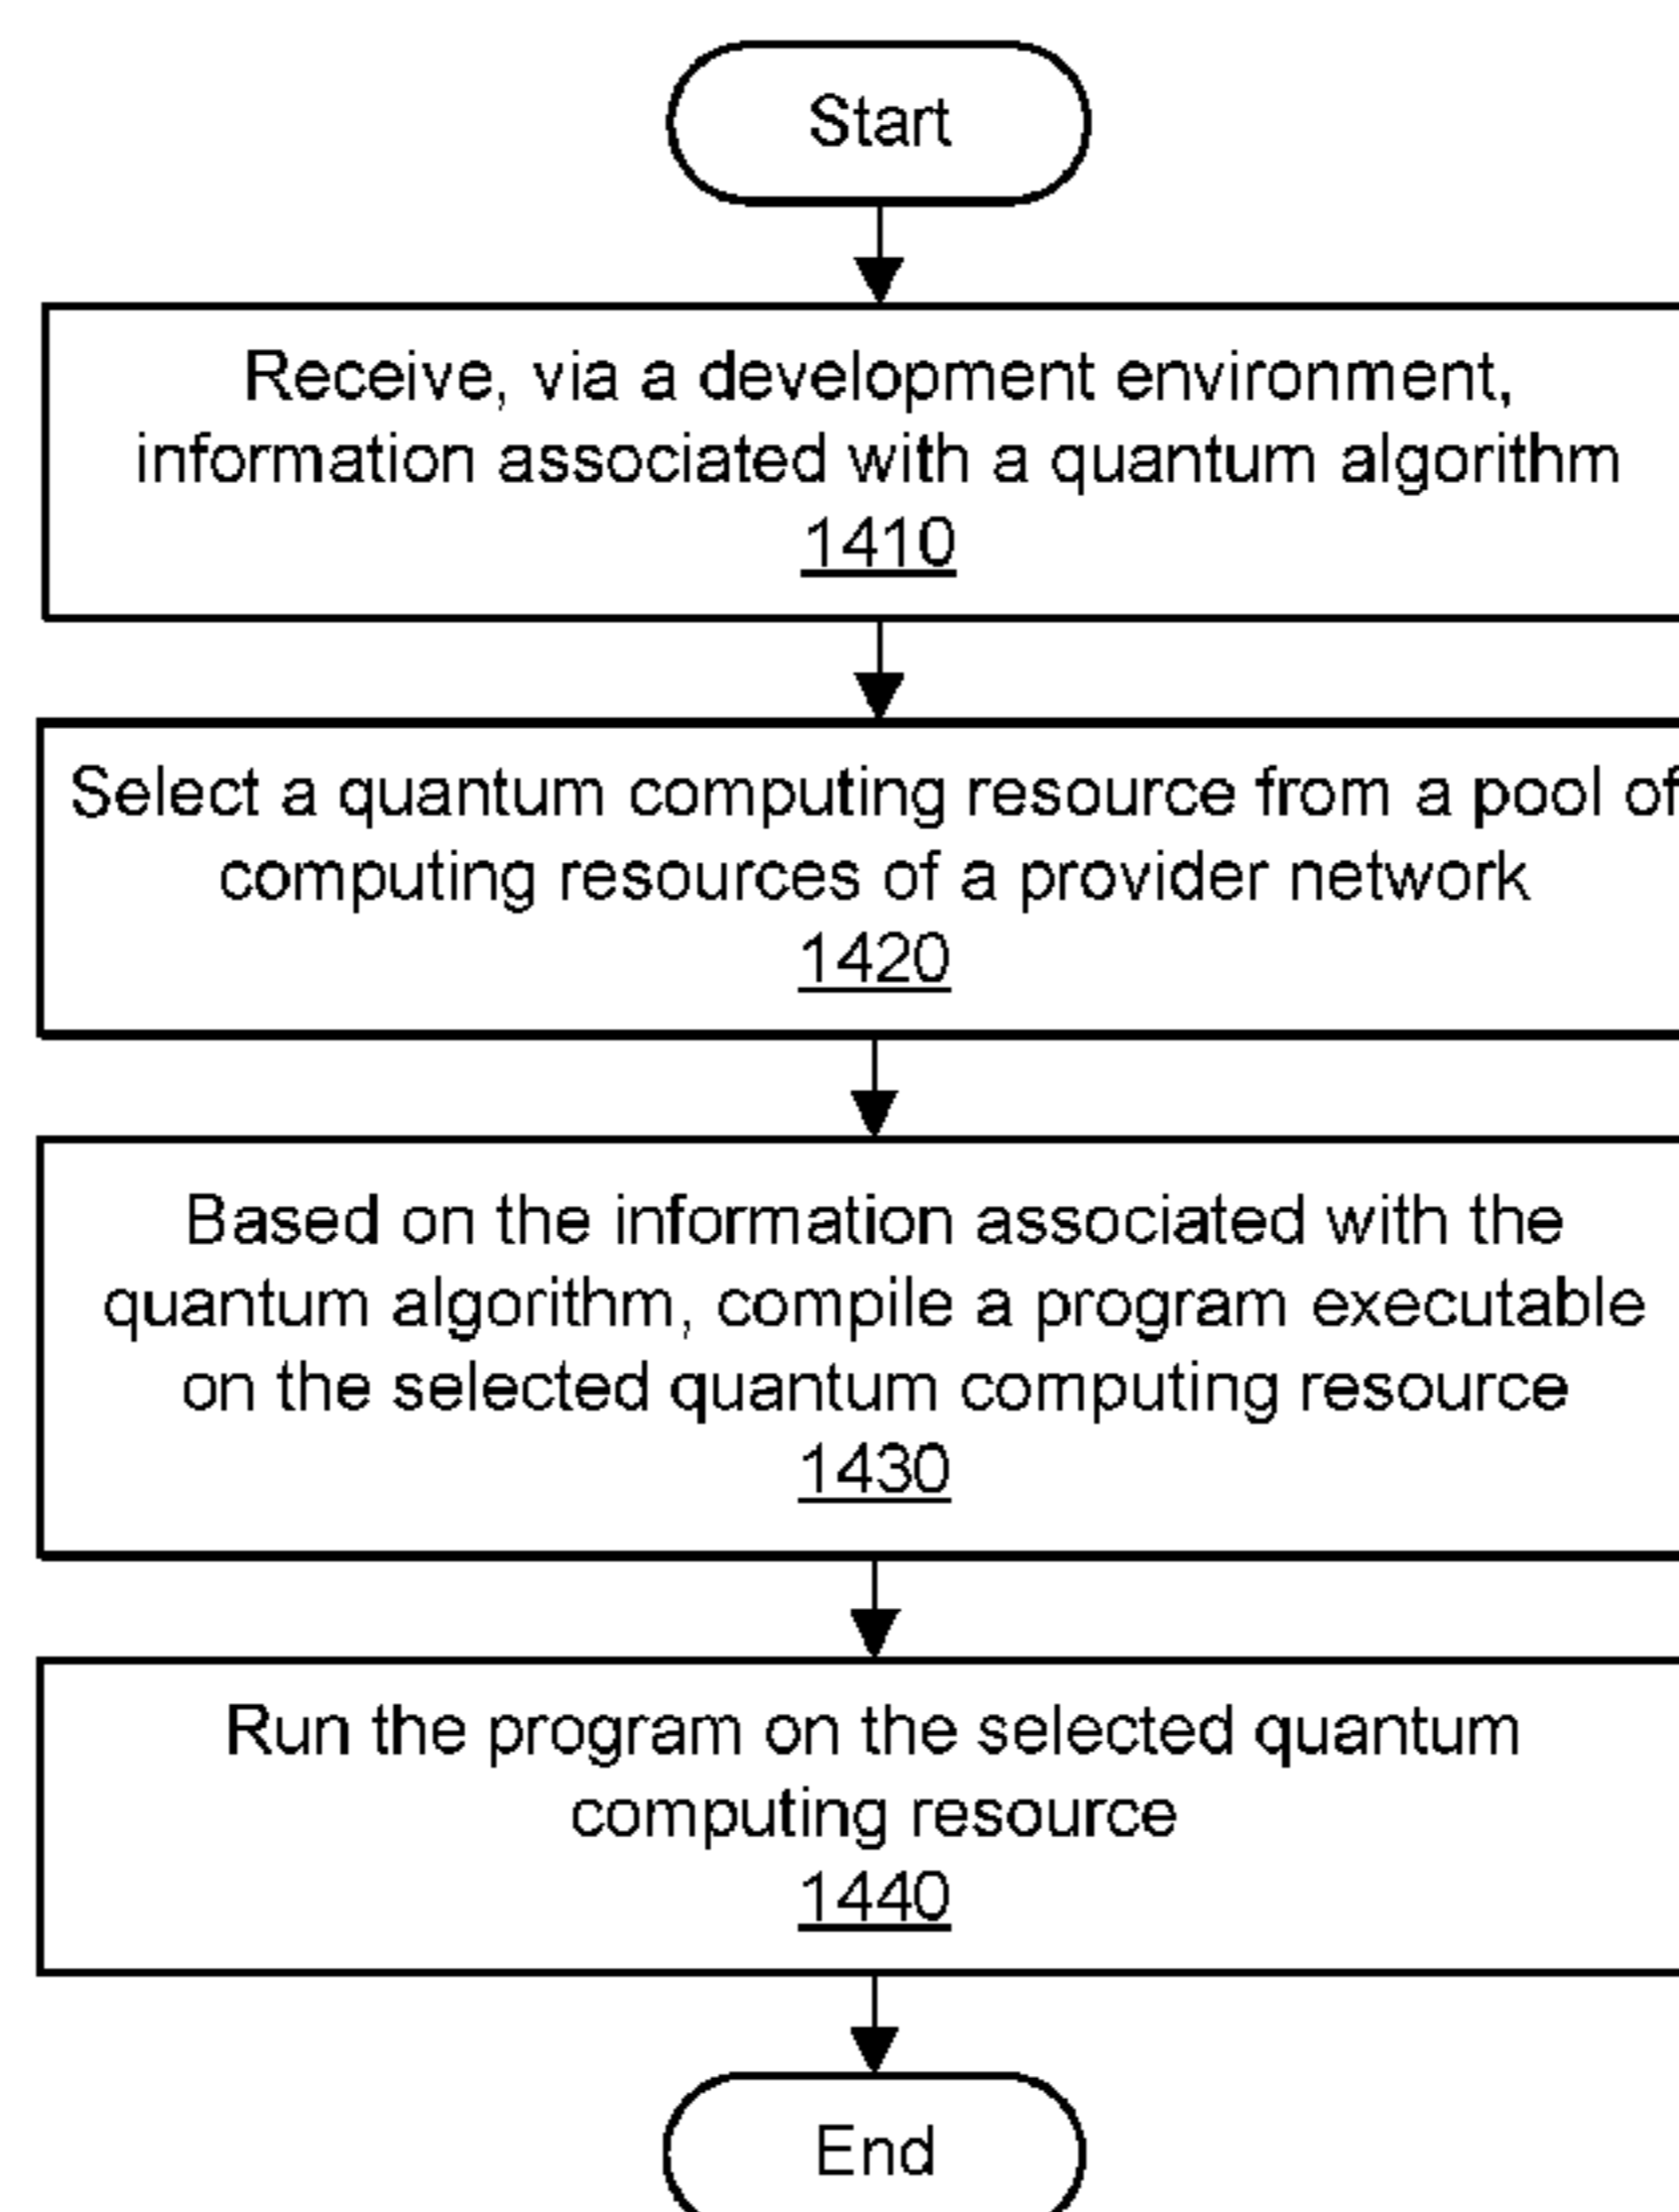 Start
Receive, via a development environment,
information associated with a quantum algorithm
1410
Select a quantum computing resource from a pool of
computing resources of a provider network
1420
Based on the information associated with the
quantum algorithm, compile a program executable
on the selected quantum computing resource
1430
Run the program on the selected quantum
computing resource
1440
End